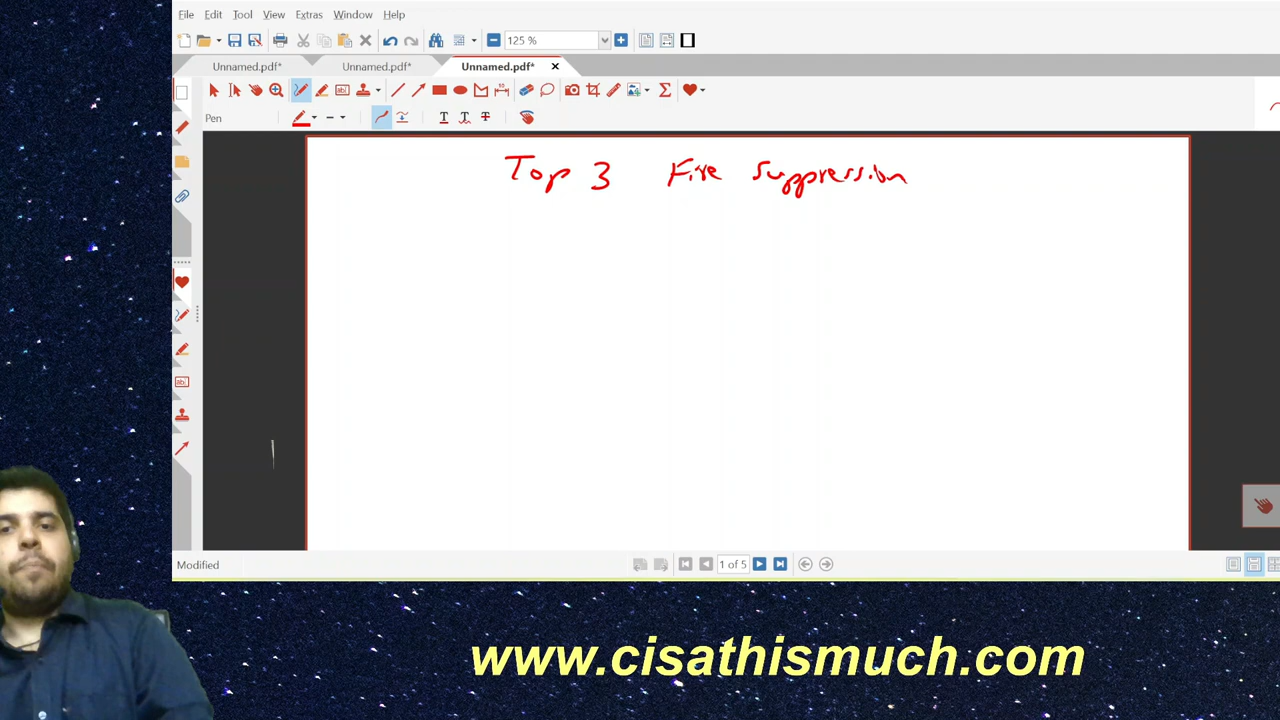 File Edit Tool View Extras Window Help
125 %
Unnamed.pdf* Unnamed.pdf* Unnamed.pdf*
Pen
Top 3 Fire Suppression
Modified
1 of 5
www.cisathismuch.com